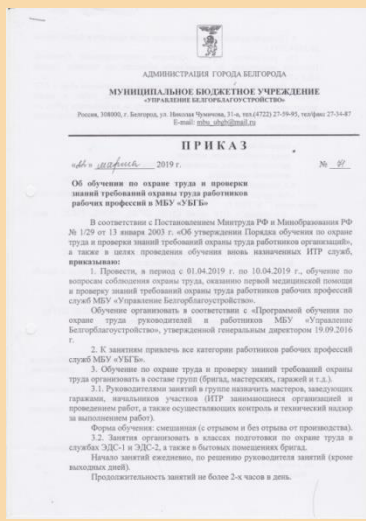 АДМИНИСТРАЦИЯ ГОРОДА БЕЛГОРОДА
МУНИЦИПАЛЬНОЕ БЮДЖЕТНОЕ УЧРЕЖДЕНИЕ
«УПРАВЛЕНИЕ БЕЛГОРБЛАГОУСТРОЙСТВО»
Россия, 308000, г. Белгород, ул. Николая Чумичова, 31-а, тел.(4722) 27-59-95, тел/факс 27-34-87
E-mail: mbu_ubgb@mail.ru
ПРИКАЗ
марта 2019 г. №
Об обучении по охране труда и проверки
знаний требований охраны труда работников
рабочих профессий в МБУ «УБГБ»
В соответствии с Постановлением Минтруда РФ и Минобразования РФ
№ 1/29 от 13 января 2003 г. «Об утверждении Порядка обучения по охране
труда и проверки знаний требований охраны труда работников организаций»,
а также в целях проведения обучения вновь назначенных ИТР служб,
приказываю:
1. Провести, в период с 01.04.2019 г. по 10.04.2019 г., обучение по
вопросам соблюдения охраны труда, оказанию первой медицинской помощи
и проверку знаний требований охраны труда работников рабочих профессий
служб МБУ «Управление Белгорблагоустройство».
Обучение организовать в соответствии с «Программой обучения по
охране труда руководителей и работников МБУ «Управление
Белгорблагоустройство», утвержденной генеральным директором 19.09.2016
г.
2. К занятиям привлечь все категории работников рабочих профессий
служб МБУ «УБГБ».
3. Обучение по охране труда и проверку знаний требований охраны
труда организовать в составе групп (бригад, мастерских, гаражей и т.д.).
3.1. Руководителями занятий в группе назначить мастеров, заведующих
гаражами, начальников участков (ИТР занимающиеся организацией и
проведением работ, а также осуществляющих контроль и технический надзор
за выполнением работ).
Форма обучения: смешанная (с отрывом и без отрыва от производства).
3.2. Занятия организовать в классах подготовки по охране труда в
службах ЭДС-1 и ЭДС-2, а также в бытовых помещениях бригад.
Начало занятий ежедневно, по решению руководителя занятий (кроме
выходных дней).
Продолжительность занятий не более 2-х часов в день.